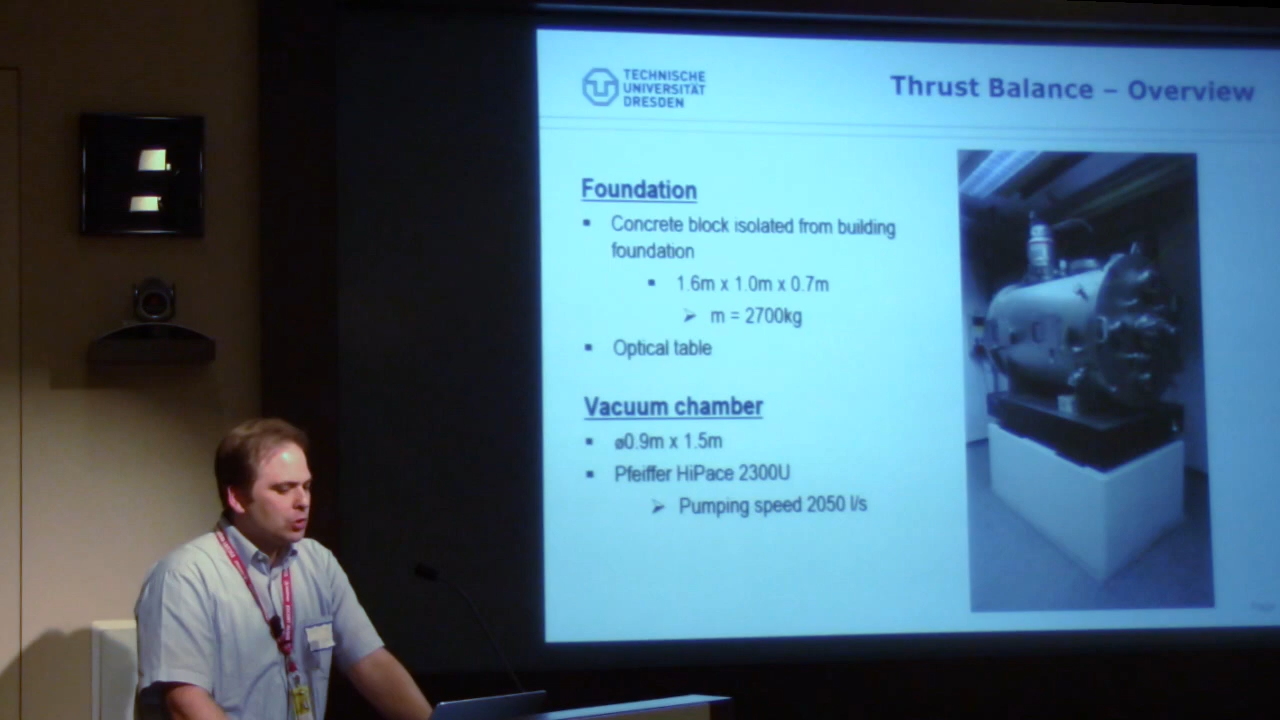 TECHNISCHE
UNIVERSITÄT
DRESDEN
Thrust Balance – Overview
Foundation
▪ Concrete block isolated from building
foundation
▪ 1.6m x 1.0m x 0.7m
➢ m = 2700kg
▪ Optical table
Vacuum chamber
▪ ø0.9m x 1.5m
▪ Pfeiffer HiPace 2300U
➢ Pumping speed 2050 l/s